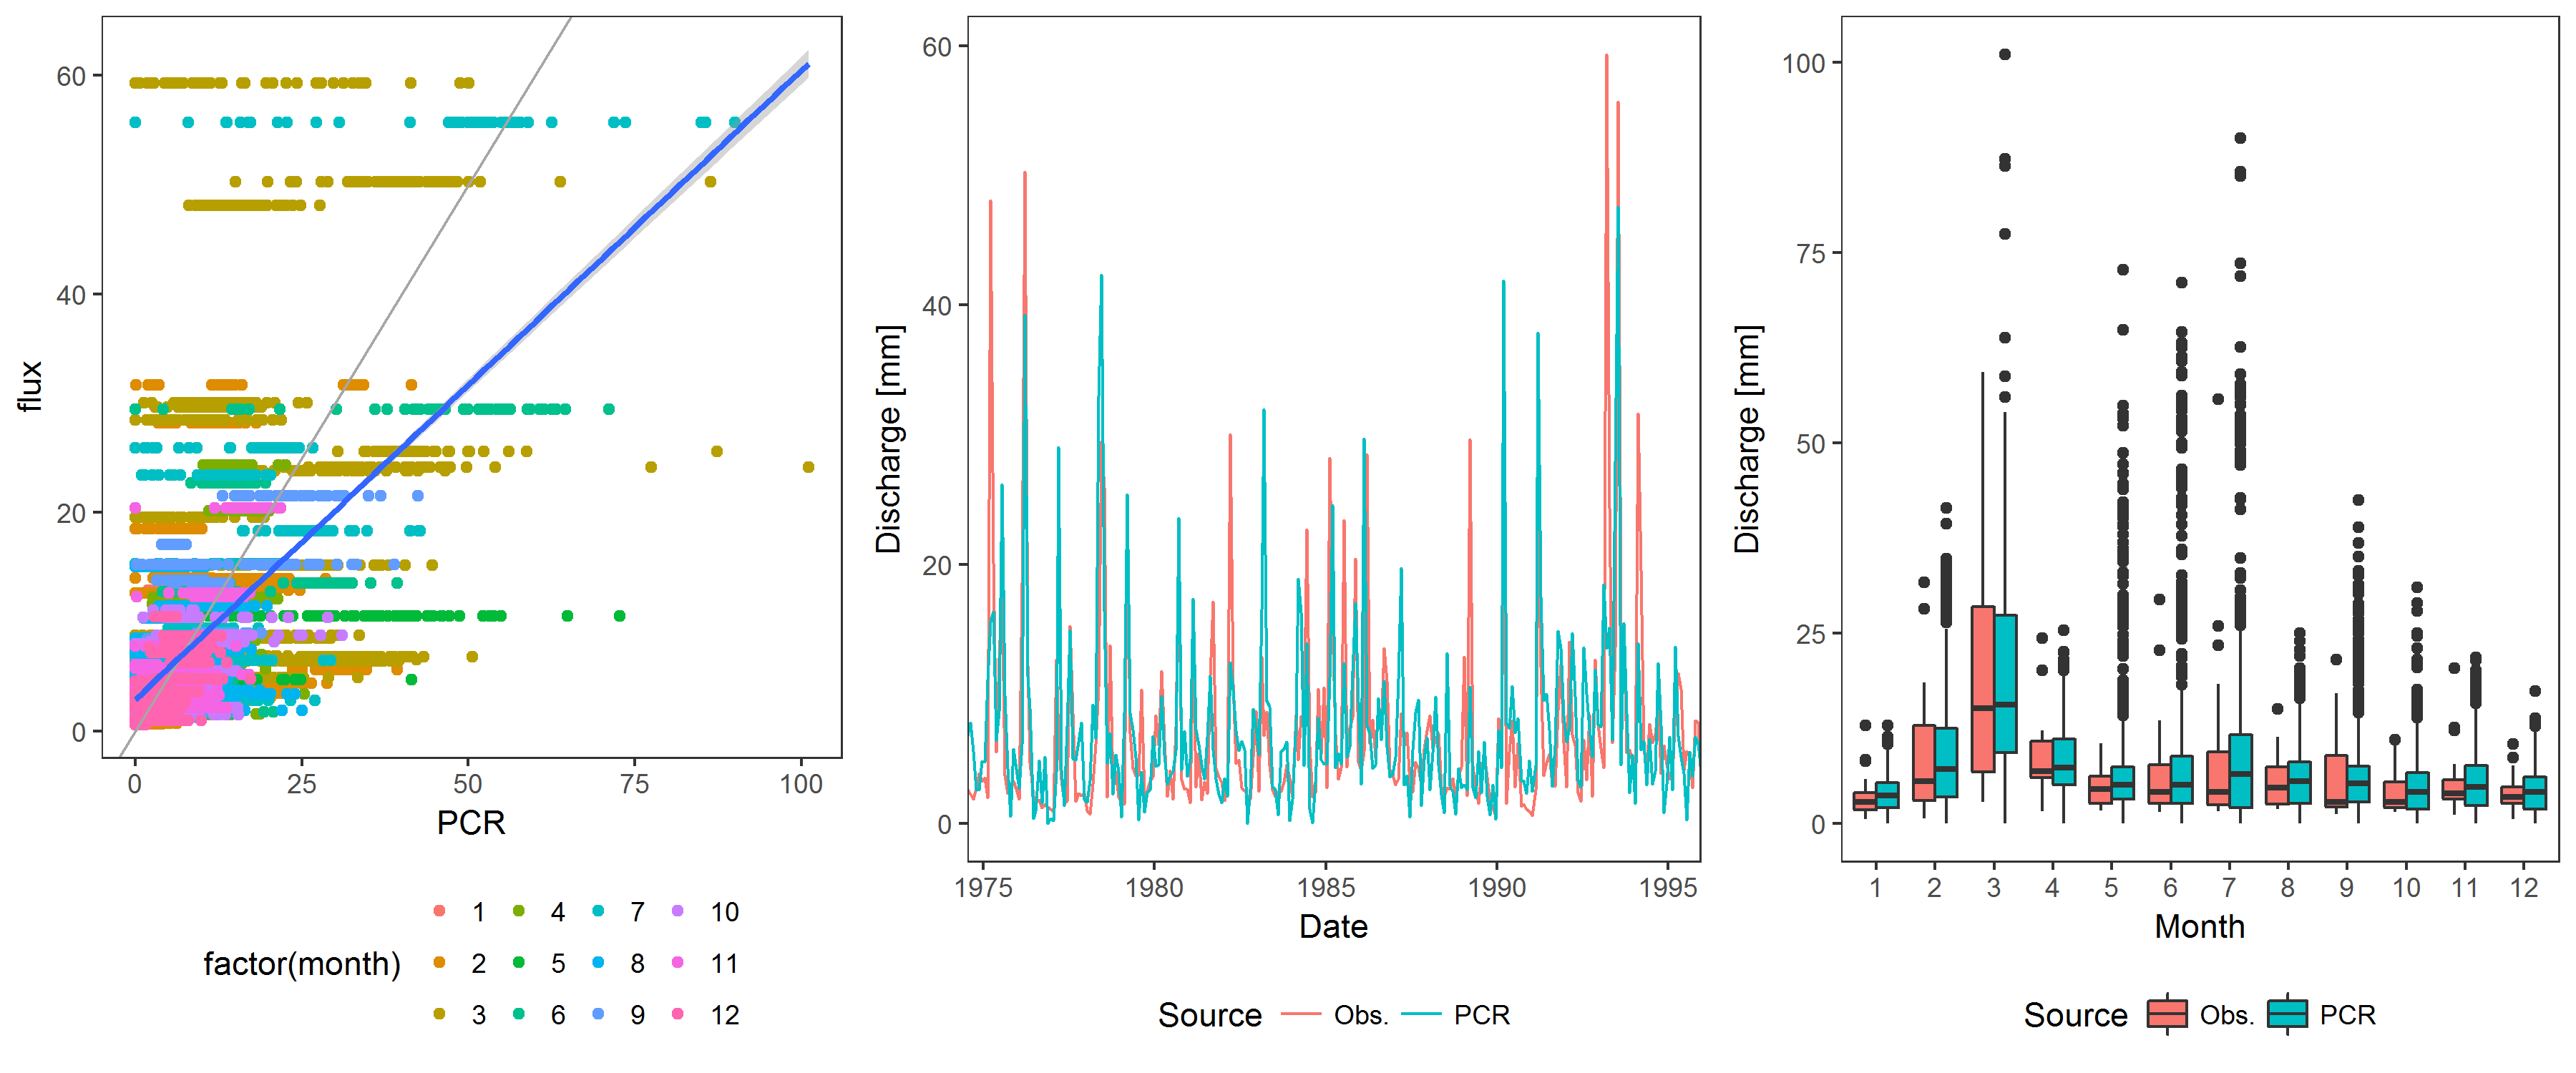 flux
60
40
20
0
0 25 50 75 100
PCR
factor(month)
1 4 7 10
2 5 8 11
3 6 9 12
Discharge [mm]
60
40
20
0
1975 1980 1985 1990 1995
Date
Source Obs. PCR
Discharge [mm]
100
75
50
25
0
1 2 3 4 5 6 7 8 9 10 11 12
Month
Source Obs. PCR